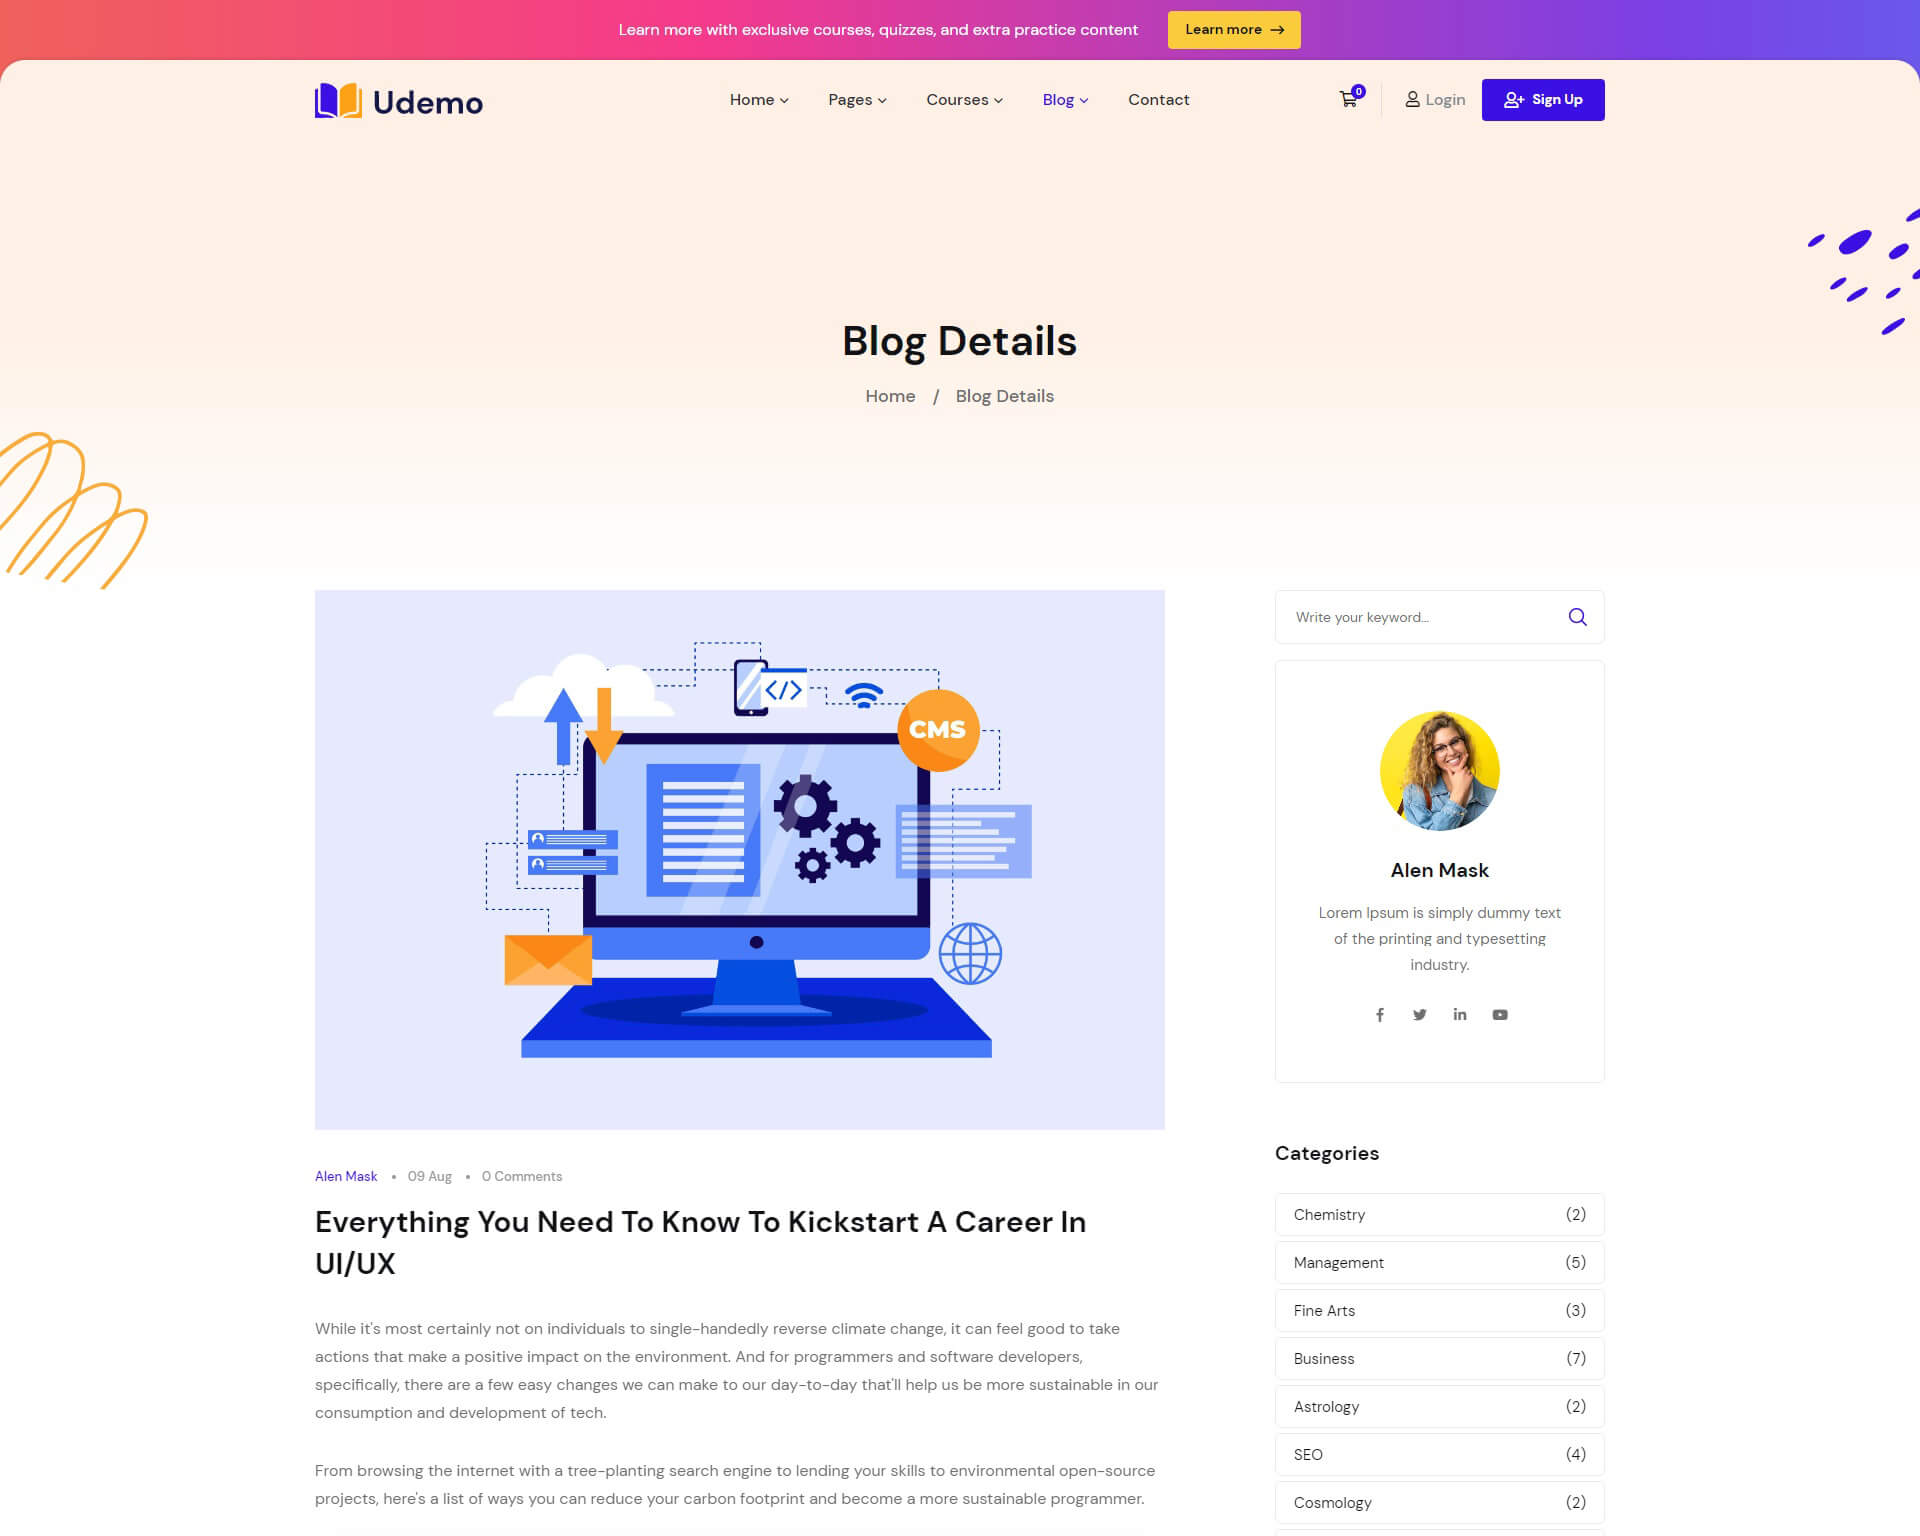 Learn more with exclusive courses, quizzes, and extra practice content
Learn more
Udemo
Home
Pages
Courses
Blog
Contact
0
Login
Sign Up
Blog Details
Home / Blog Details
CMS
</>
Alen Mask • 09 Aug • 0 Comments
Everything You Need To Know To Kickstart A Career In
UI/UX
While it's most certainly not on individuals to single-handedly reverse climate change, it can feel good to take
actions that make a positive impact on the environment. And for programmers and software developers,
specifically, there are a few easy changes we can make to our day-to-day that'll help us be more sustainable in our
consumption and development of tech.
From browsing the internet with a tree-planting search engine to lending your skills to environmental open-source
projects, here's a list of ways you can reduce your carbon footprint and become a more sustainable programmer.
Write your keyword...
Alen Mask
Lorem Ipsum is simply dummy text
of the printing and typesetting
industry.
Categories
Chemistry (2)
Management (5)
Fine Arts (3)
Business (7)
Astrology (2)
SEO (4)
Cosmology (2)